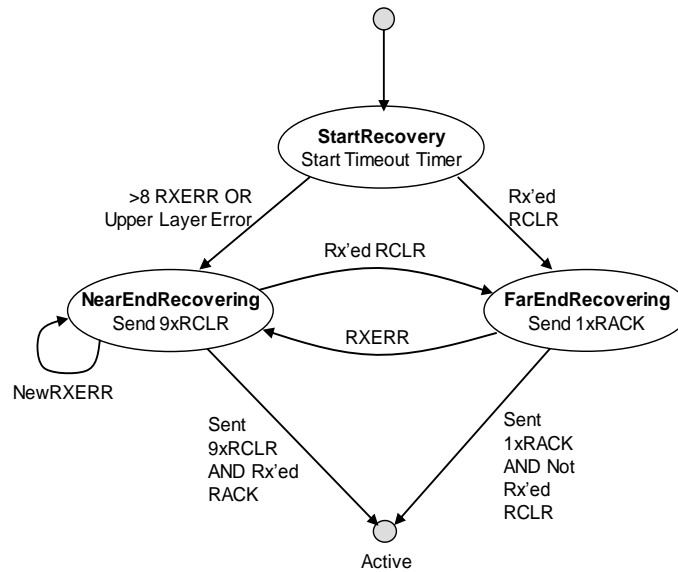 StartRecovery
Start Timeout Timer
>8 RXERR OR
Upper Layer Error
Rx'ed
RCLR
Rx'ed RCLR
NearEndRecovering
Send 9xRCLR
FarEndRecovering
Send 1xRACK
RXERR
NewRXERR
Sent
9xRCLR
AND Rx'ed
RACK
Sent
1xRACK
AND Not
Rx'ed
RCLR
Active